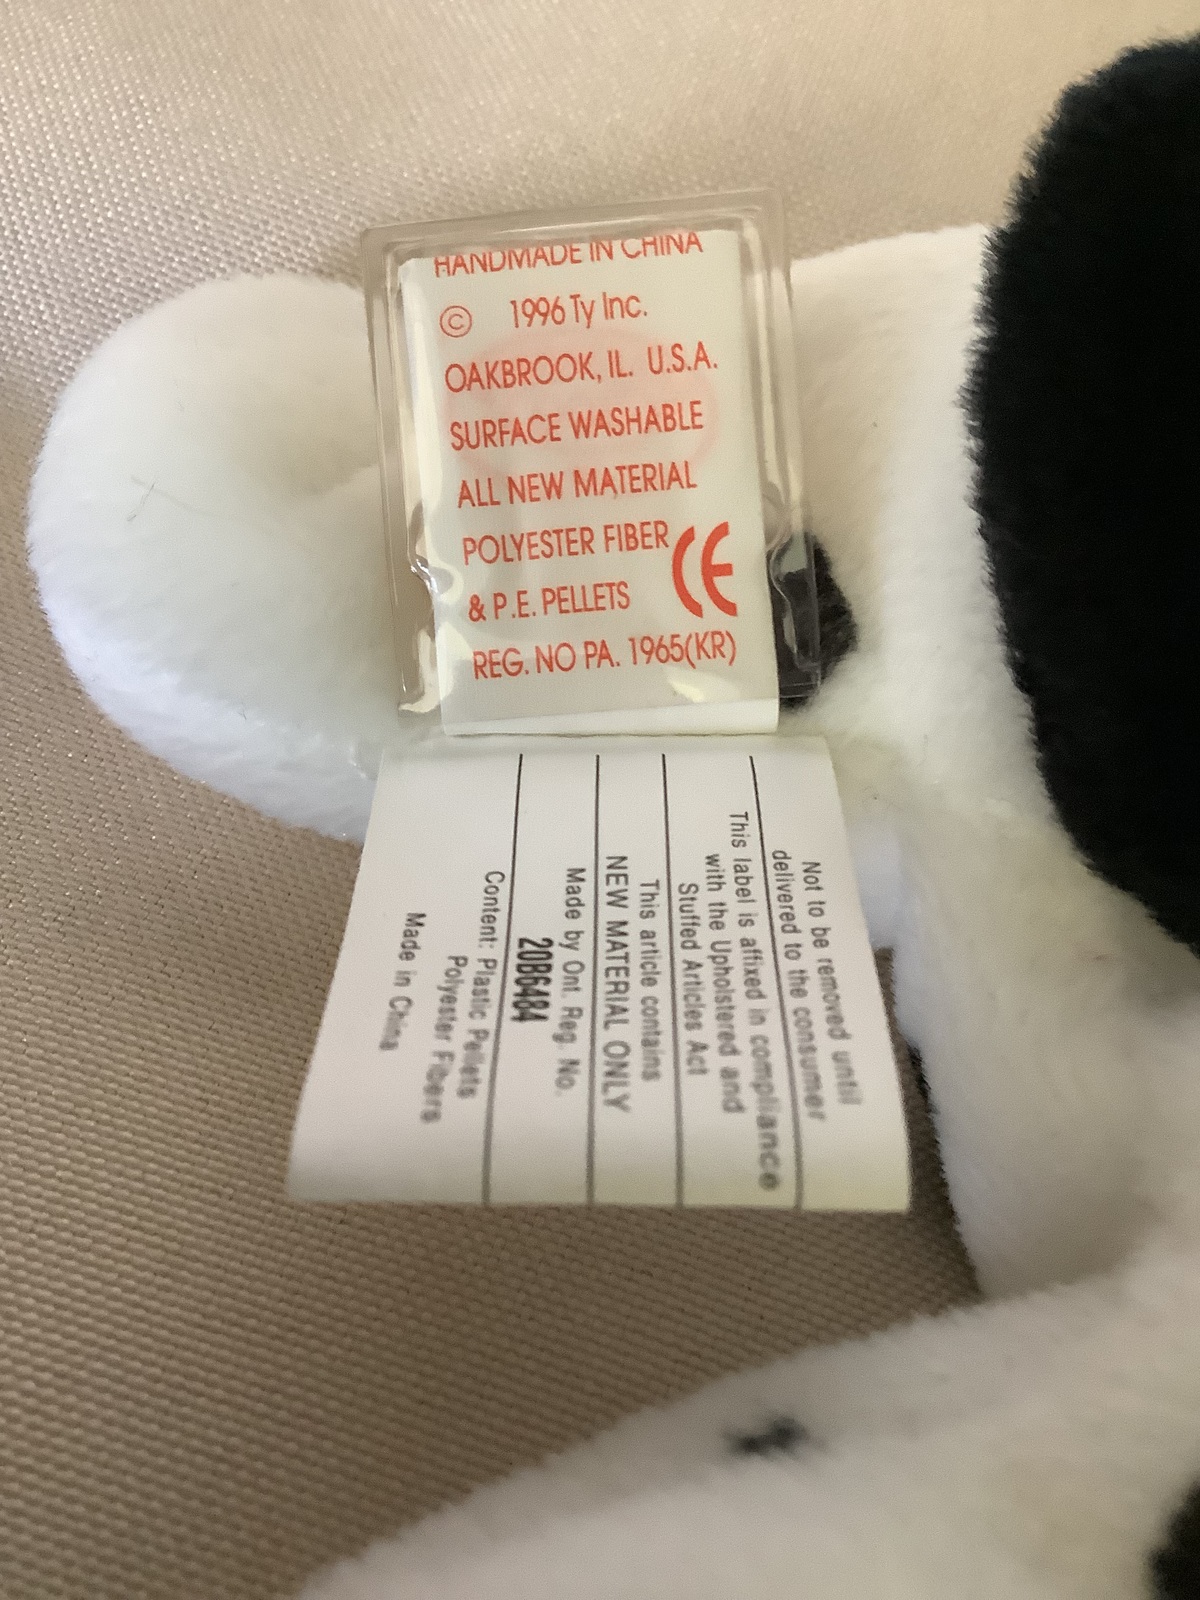 HANDMADE IN CHINA
© 1996 Ty Inc.
OAKBROOK, IL. U.S.A.
SURFACE WASHABLE
ALL NEW MATERIAL
POLYESTER FIBER
& P.E. PELLETS
CE
REG. NO PA. 1965(KR)
Not to be removed until
delivered to the consumer
This label is affixed in compliance
with the Upholstered and
Stuffed Articles Act
This article contains
NEW MATERIAL ONLY
Made by Ont. Reg. No.
20B6484
Content: Plastic Pellets
Polyester Fibers
Made in China